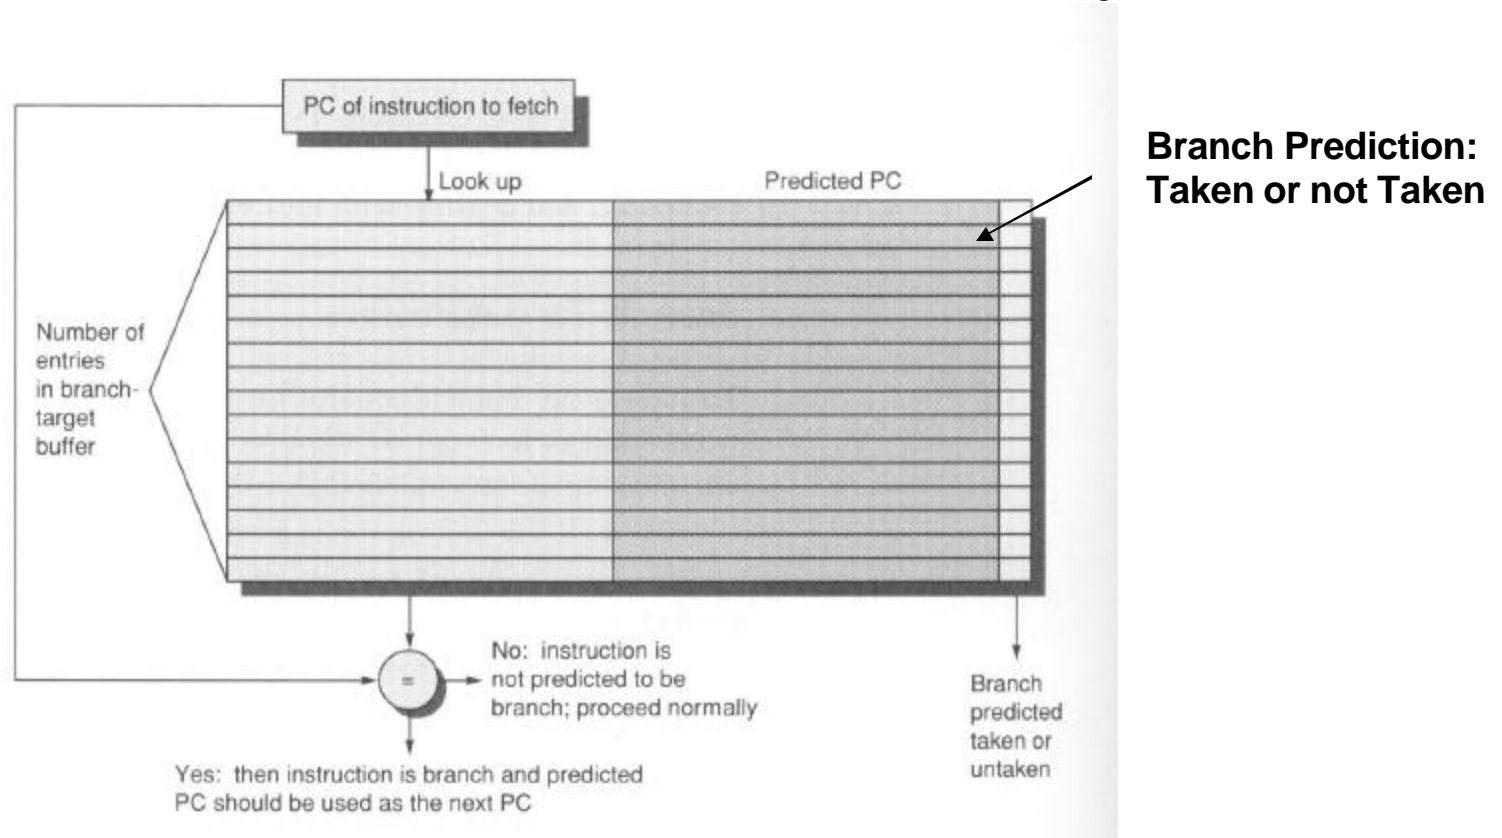 PC of instruction to fetch
Look up
Predicted PC
Branch Prediction:
Taken or not Taken
Number of
entries
in branch-
target
buffer
=
No: instruction is
not predicted to be
branch; proceed normally
Yes: then instruction is branch and predicted
PC should be used as the next PC
Branch
predicted
taken or
untaken